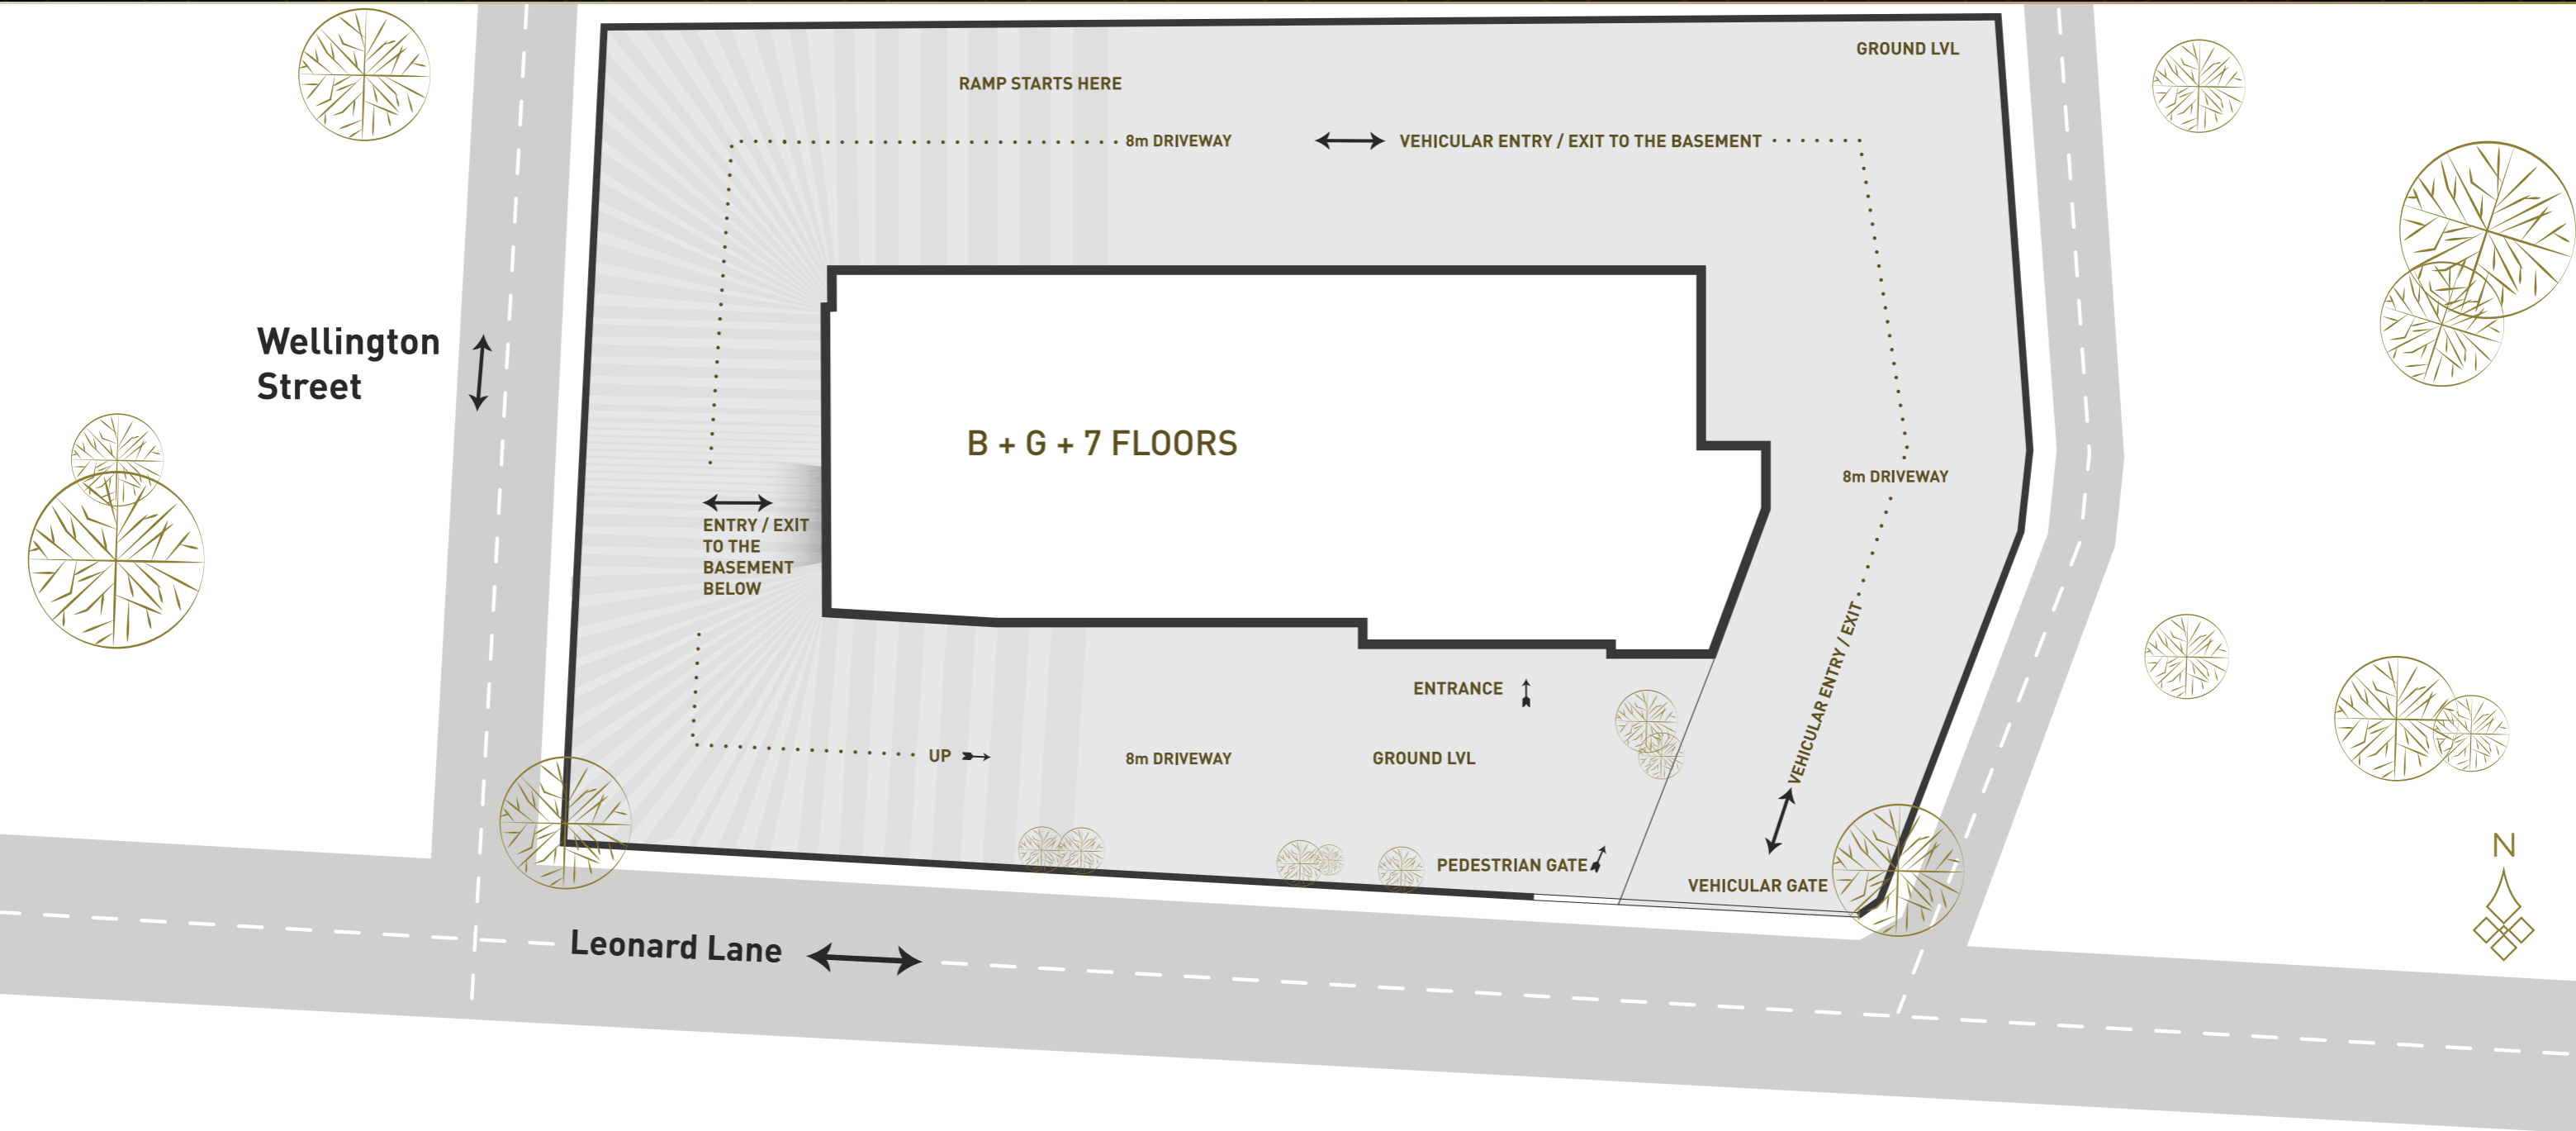 GROUND LVL
RAMP STARTS HERE
8m DRIVEWAY
VEHICULAR ENTRY / EXIT TO THE BASEMENT
Wellington
Street
B + G + 7 FLOORS
8m DRIVEWAY
ENTRY / EXIT
TO THE
BASEMENT
BELOW
VEHICULAR ENTRY / EXIT
ENTRANCE
UP
8m DRIVEWAY
GROUND LVL
PEDESTRIAN GATE
VEHICULAR GATE
N
Leonard Lane